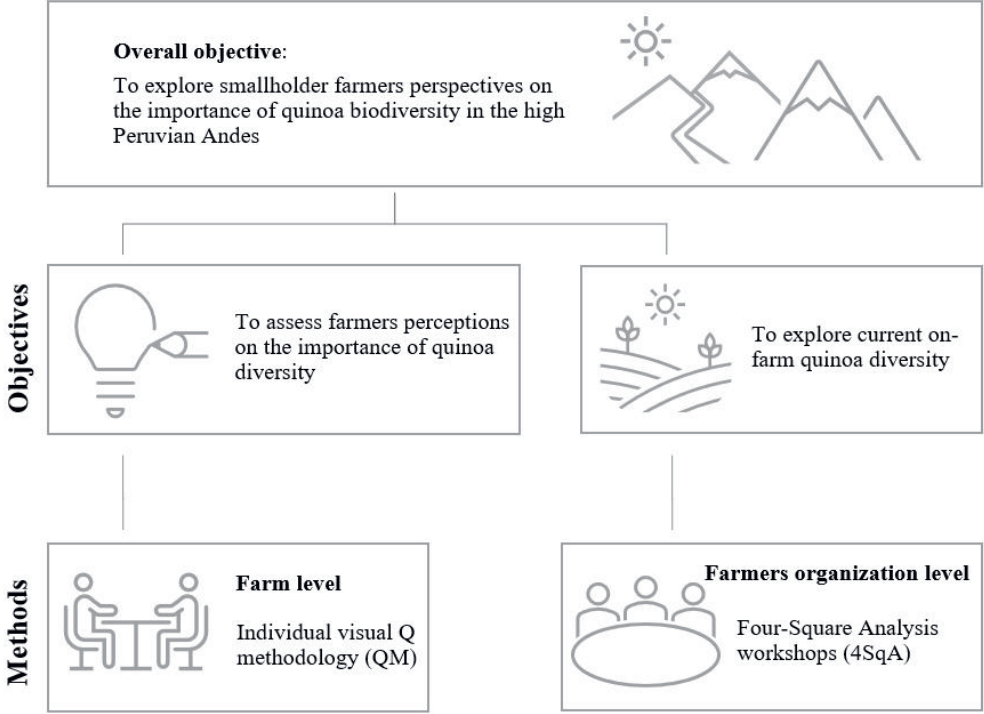 Overall objective:
To explore smallholder farmers perspectives on
the importance of quinoa biodiversity in the high
Peruvian Andes
Objectives
To assess farmers perceptions
on the importance of quinoa
diversity
To explore current on-
farm quinoa diversity
Methods
Farm level
Individual visual Q
methodology (QM)
Farmers organization level
Four-Square Analysis
workshops (4SqA)